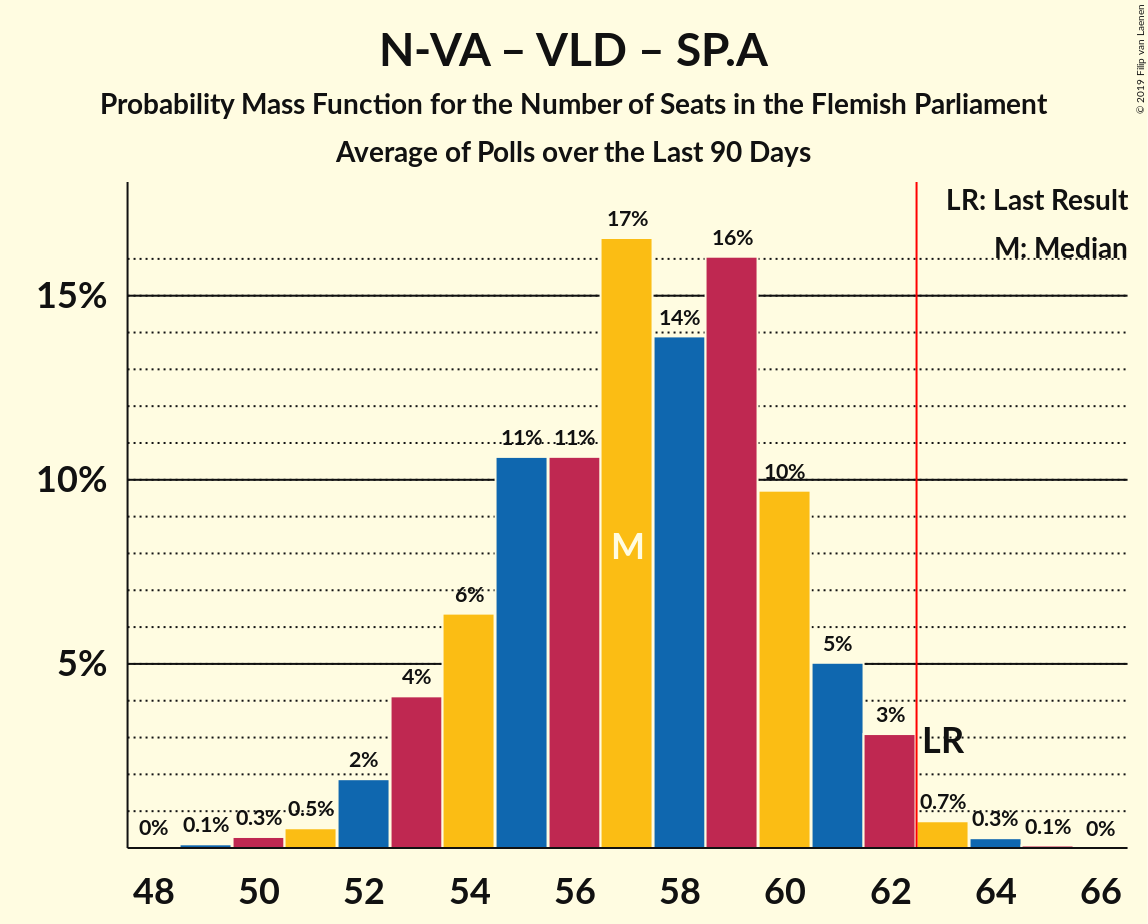 N-VA – VLD – SP.A
Probability Mass Function for the Number of Seats in the Flemish Parliament
Average of Polls over the Last 90 Days
© 2019 Filip van Laenen
LR: Last Result
M: Median
15%
10%
5%
0%
0.1%
0.3%
0.5%
2%
4%
6%
11%
11%
17%
14%
16%
10%
5%
3%
0.7%
0.3%
0.1%
0%
M
LR
48 50 52 54 56 58 60 62 64 66